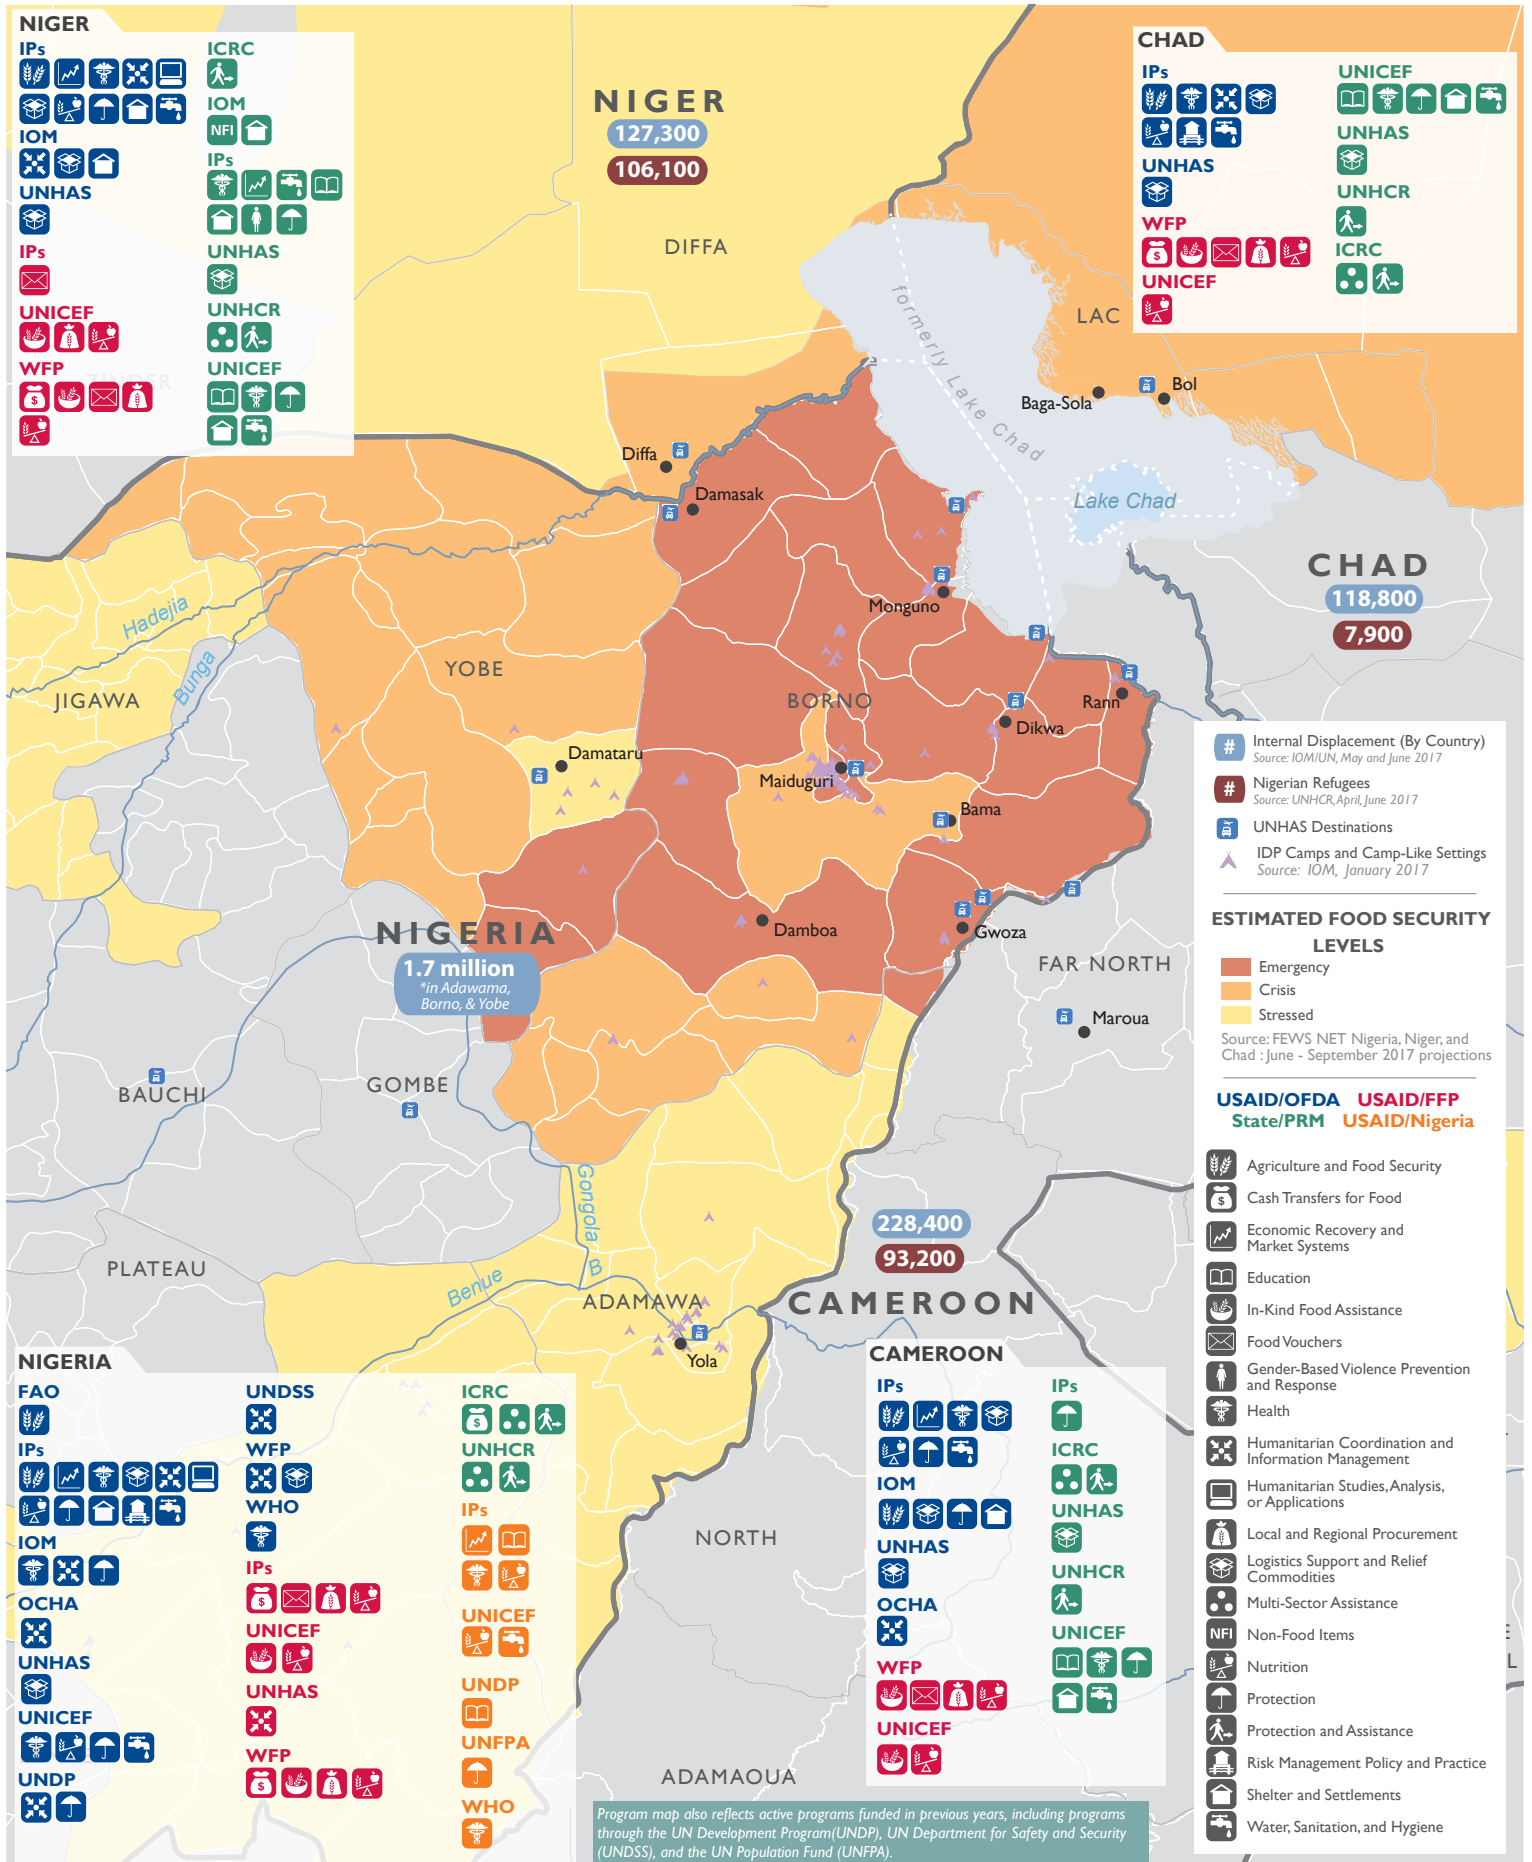 NIGER
IPs
IOM
UNHAS
IPs
UNICEF
WFP
ZINDER
ICRC
IOM
NFI
IPs
UNHAS
UNHCR
UNICEF
NIGER
127,300
106,100
DIFFA
CHAD
IPs
UNHAS
WFP
UNICEF
UNICEF
UNHAS
UNHCR
ICRC
LAC
formerly Lake Chad
Baga-Sola
Bol
Diffa
Damasak
Lake Chad
CHAD
118,800
7,900
Monguno
Hadejia
Bunga
JIGAWA
YOBE
BORNO
Rann
Dikwa
Damataru
Maiduguri
Bama
Damboa
Gwoza
NIGERIA
1.7 million
*in Adawama,
Borno, & Yobe
FAR NORTH
Maroua
BAUCHI
GOMBE
Gongola
B
Benue
PLATEAU
ADAMAWA
Yola
228,400
93,200
CAMEROON
NORTH
ADAMAOUA
# Internal Displacement (By Country)
Source: IOM/UN, May and June 2017
# Nigerian Refugees
Source: UNHCR, April, June 2017
UNHAS Destinations
IDP Camps and Camp-Like Settings
Source: IOM, January 2017
ESTIMATED FOOD SECURITY
LEVELS
Emergency
Crisis
Stressed
Source: FEWS NET Nigeria, Niger, and
Chad : June - September 2017 projections
USAID/OFDA USAID/FFP
State/PRM USAID/Nigeria
Agriculture and Food Security
$ Cash Transfers for Food
Economic Recovery and
Market Systems
Education
In-Kind Food Assistance
Food Vouchers
Gender-Based Violence Prevention
and Response
Health
Humanitarian Coordination and
Information Management
Humanitarian Studies, Analysis,
or Applications
Local and Regional Procurement
Logistics Support and Relief
Commodities
Multi-Sector Assistance
NFI Non-Food Items
Nutrition
Protection
Protection and Assistance
Risk Management Policy and Practice
Shelter and Settlements
Water, Sanitation, and Hygiene
NIGERIA
FAO
IPs
IOM
OCHA
UNHAS
UNICEF
UNDP
UNDSS
WFP
WHO
IPs
UNICEF
UNHAS
WFP
ICRC
UNHCR
IPs
UNICEF
UNDP
UNFPA
WHO
CAMEROON
IPs
IOM
UNHAS
OCHA
WFP
UNICEF
IPs
ICRC
UNHAS
UNHCR
UNICEF
Program map also reflects active programs funded in previous years, including programs
through the UN Development Program(UNDP), UN Department for Safety and Security
(UNDSS), and the UN Population Fund (UNFPA).